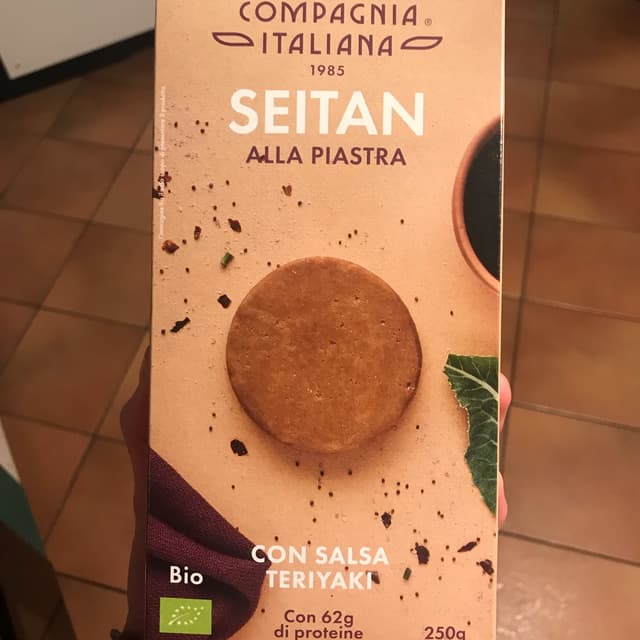 COMPAGNIA®
ITALIANA
1985
SEITAN
ALLA PIASTRA
CON SALSA
TERIYAKI
Bio
Con 62g
di proteine
250g